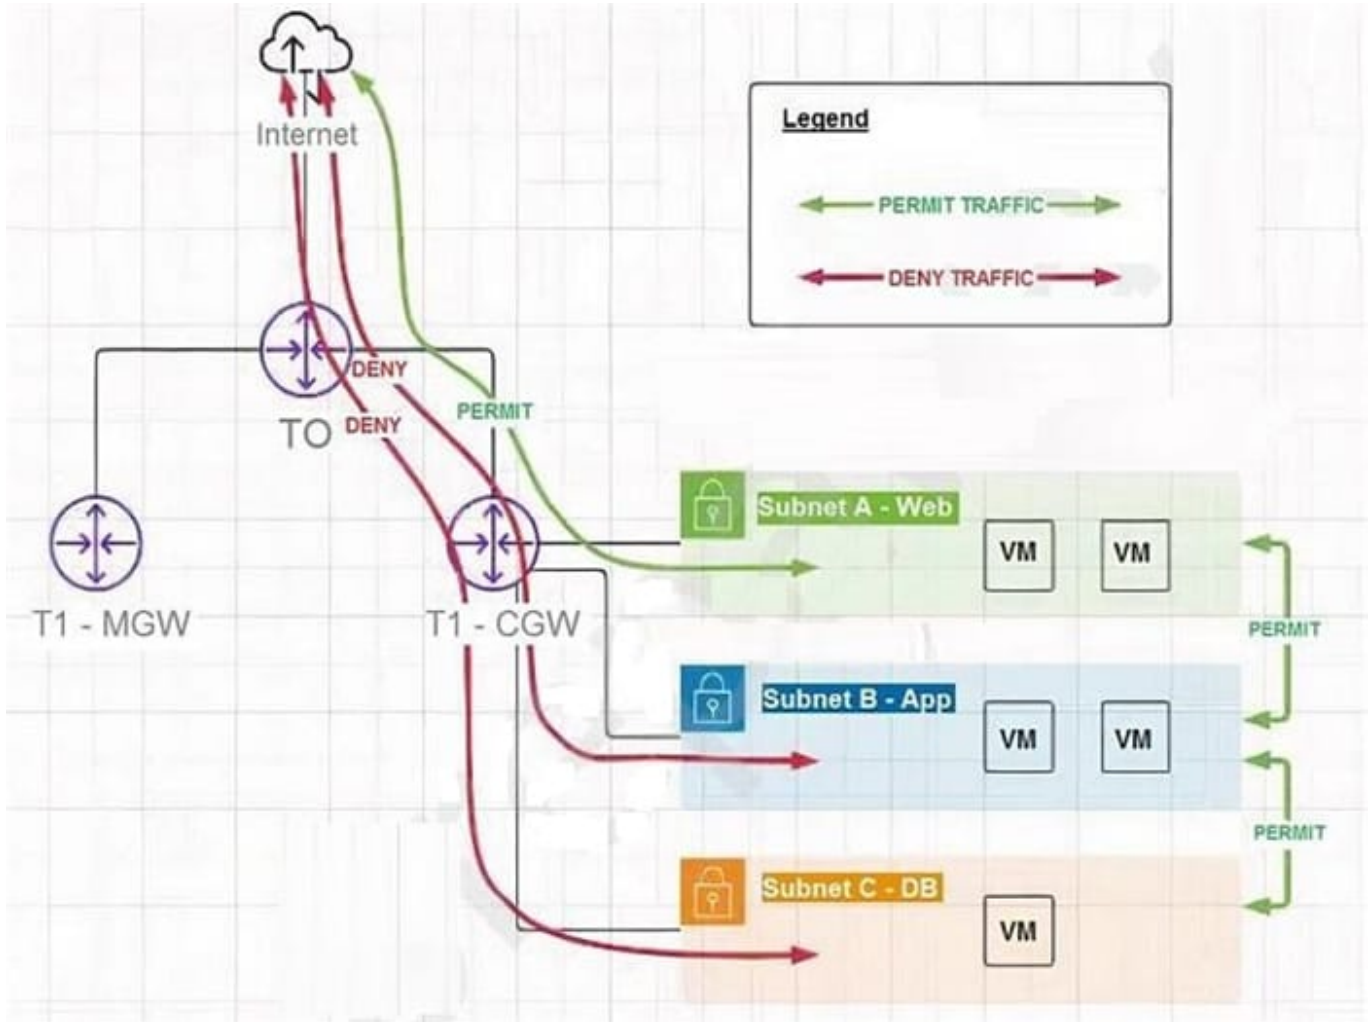 Internet
Legend
PERMIT TRAFFIC
DENY TRAFFIC
DENY
DENY
PERMIT
TO
T1 - MGW
T1 - CGW
Subnet A - Web
VM
VM
PERMIT
Subnet B - App
VM
VM
PERMIT
Subnet C - DB
VM